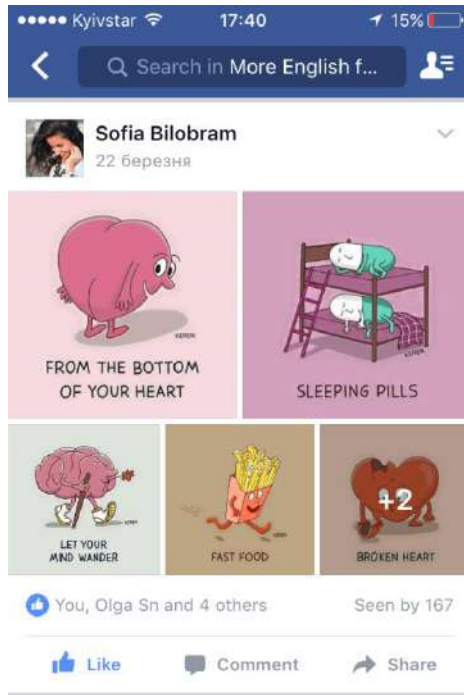 Kyivstar 17:40 15%
Search in More English f...
Sofia Bilobram
22 березня
FROM THE BOTTOM
OF YOUR HEART
KEREN
SLEEPING PILLS
KEREN
LET YOUR
MIND WANDER
FAST FOOD
+2
BROKEN HEART
You, Olga Sn and 4 others Seen by 167
Like Comment Share